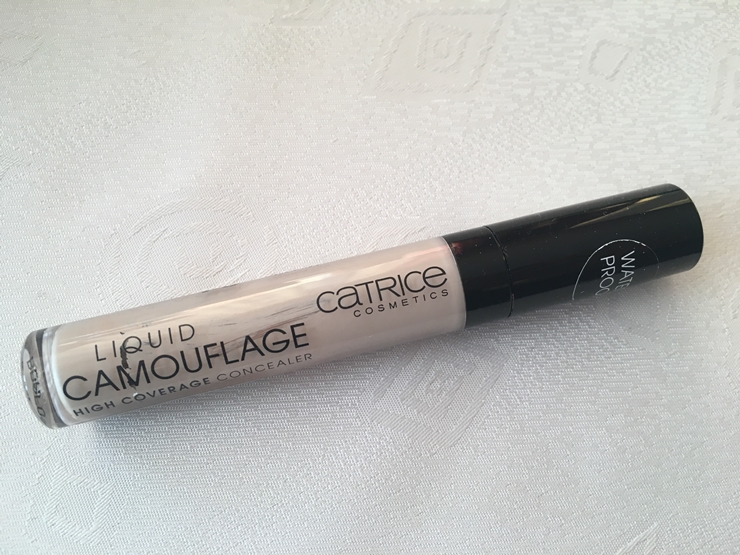 LIQUID
CAMOUFLAGE
HIGH COVERAGE CONCEALER
CATRICE
COSMETICS